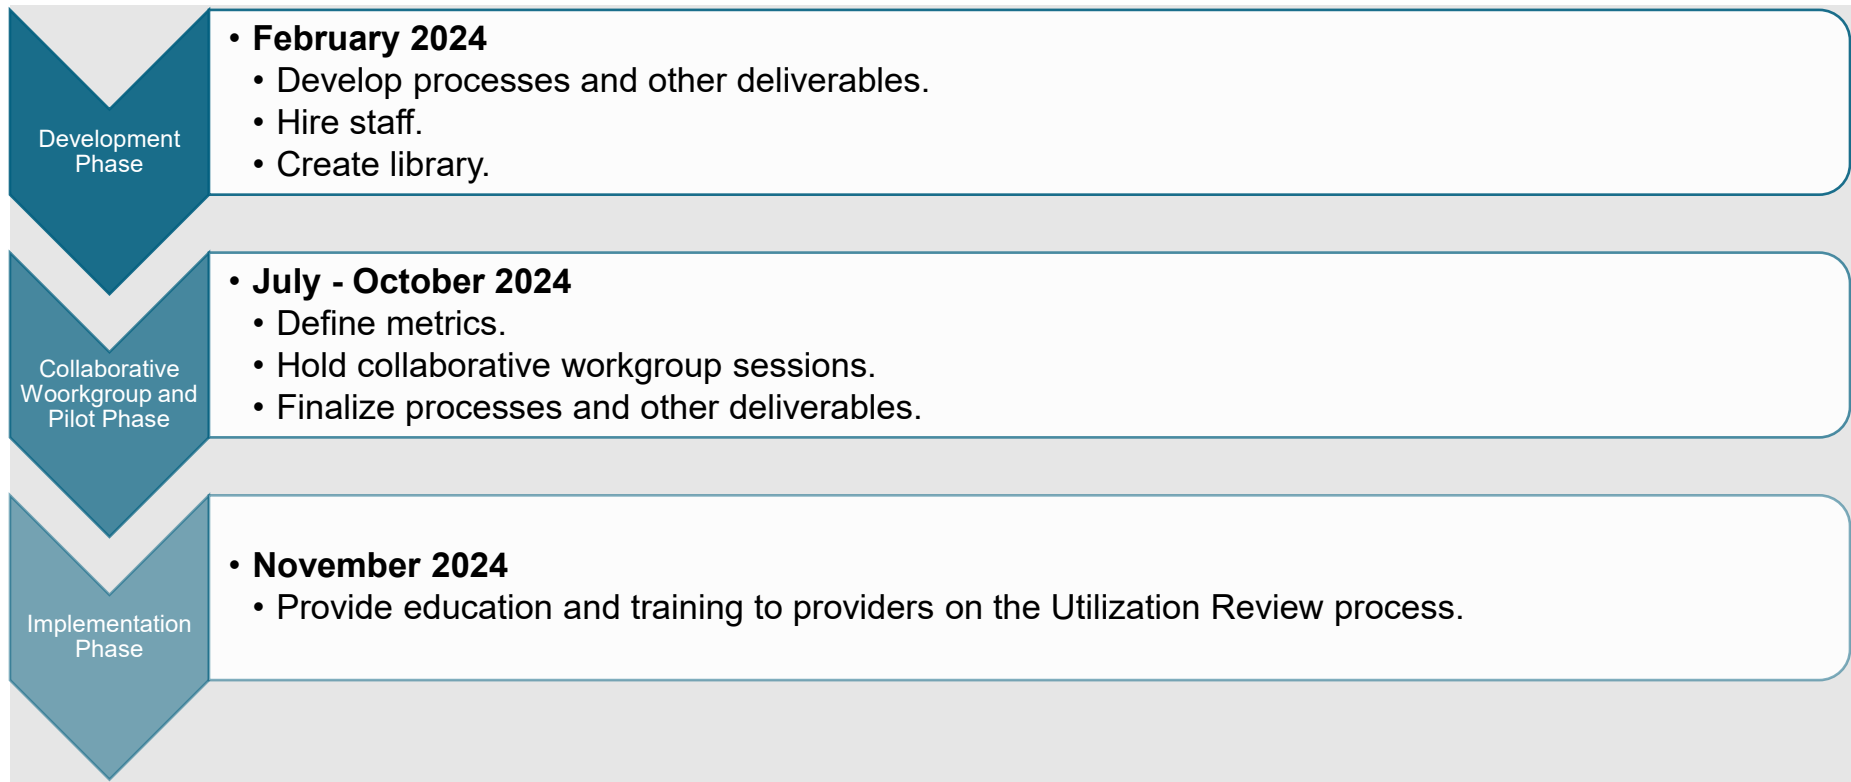 Development
Phase
• February 2024
• Develop processes and other deliverables.
• Hire staff.
• Create library.
Collaborative
Woorkgroup and
Pilot Phase
• July - October 2024
• Define metrics.
• Hold collaborative workgroup sessions.
• Finalize processes and other deliverables.
Implementation
Phase
• November 2024
• Provide education and training to providers on the Utilization Review process.